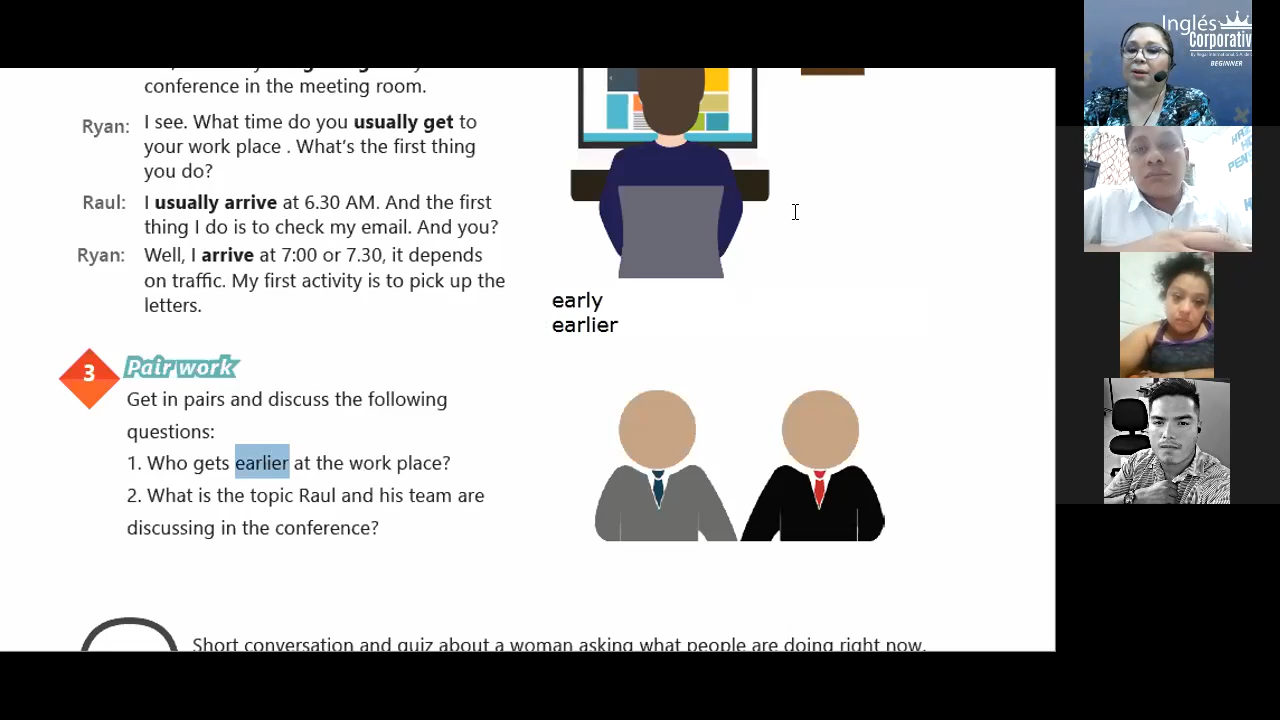 conference in the meeting room.
Ryan: I see. What time do you usually get to
your work place . What's the first thing
you do?
Raul: I usually arrive at 6.30 AM. And the first
thing I do is to check my email. And you?
Ryan: Well, I arrive at 7:00 or 7.30, it depends
on traffic. My first activity is to pick up the
letters.
early
earlier
3 Pair work
Get in pairs and discuss the following
questions:
1. Who gets earlier at the work place?
2. What is the topic Raul and his team are
discussing in the conference?
Short conversation and quiz about a woman asking what people are doing right now.
Inglés
Corporativ
BEGINNER